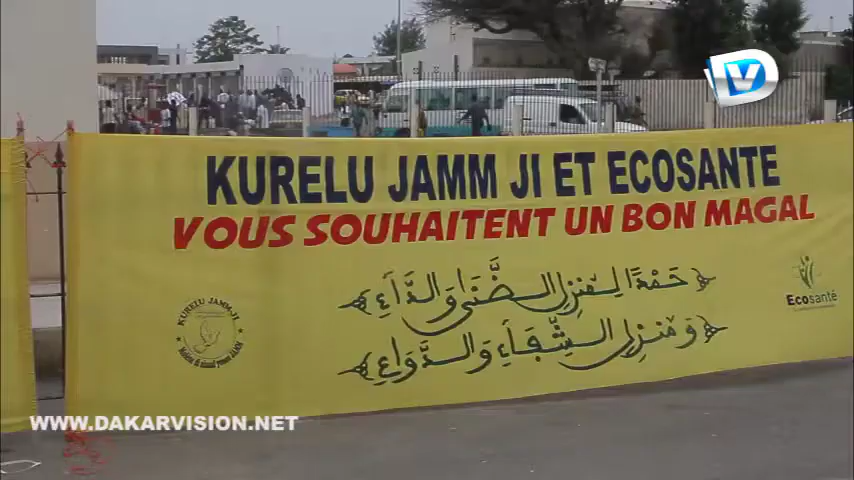 V
KURELU JAMM JI ET ECOSANTE
VOUS SOUHAITENT UN BON MAGAL
حَمْدًا لِمُنْزِلِ الضَّنَى وَالدَّاءِ
وَمُنْزِلِ الشِّفَاءِ وَالدَّوَاءِ
KURELU JAMM-JI
Ecosanté
WWW.DAKARVISION.NET